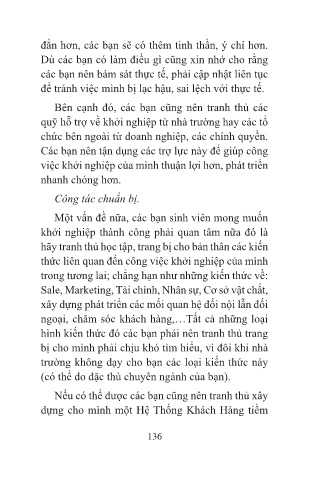 đắn hơn, các bạn sẽ có thêm tinh thần, ý chí hơn.
Dù các bạn có làm điều gì cũng xin nhớ cho rằng
các bạn nên bám sát thực tế, phải cập nhật liên tục
để tránh việc mình bị lạc hậu, sai lệch với thực tế.
Bên cạnh đó, các bạn cũng nên tranh thủ các
quỹ hỗ trợ về khởi nghiệp từ nhà trường hay các tổ
chức bên ngoài từ doanh nghiệp, các chính quyền.
Các bạn nên tận dụng các trợ lực này để giúp công
việc khởi nghiệp của mình thuận lợi hơn, phát triển
nhanh chóng hơn.
Công tác chuẩn bị.
Một vấn đề nữa, các bạn sinh viên mong muốn
khởi nghiệp thành công phải quan tâm nữa đó là
hãy tranh thủ học tập, trang bị cho bản thân các kiến
thức liên quan đến công việc khởi nghiệp của mình
trong tương lai; chẳng hạn như những kiến thức về:
Sale, Marketing, Tài chính, Nhân sự, Cơ sở vật chất,
xây dựng phát triển các mối quan hệ đối nội lẫn đối
ngoại, chăm sóc khách hàng,…Tất cả những loại
hình kiến thức đó các bạn phải nên tranh thủ trang
bị cho mình phải chịu khó tìm hiểu, vì đôi khi nhà
trường không dạy cho bạn các loại kiến thức này
(có thể do đặc thù chuyên ngành của bạn).
Nếu có thể được các bạn cũng nên tranh thủ xây
dựng cho mình một Hệ Thống Khách Hàng tiềm
136